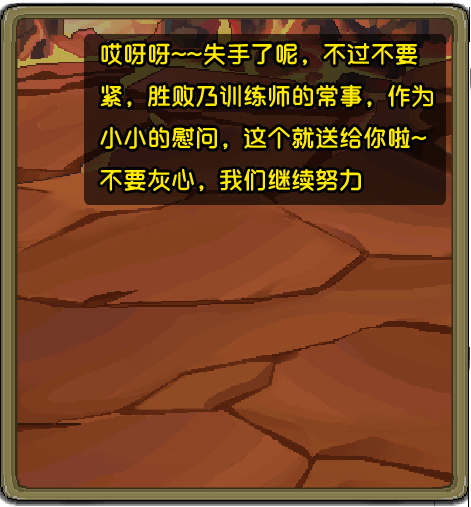 哎呀呀~~失手了呢，不过不要
紧，胜败乃训练师的常事，作为
小小的慰问，这个就送给你啦~
不要灰心，我们继续努力